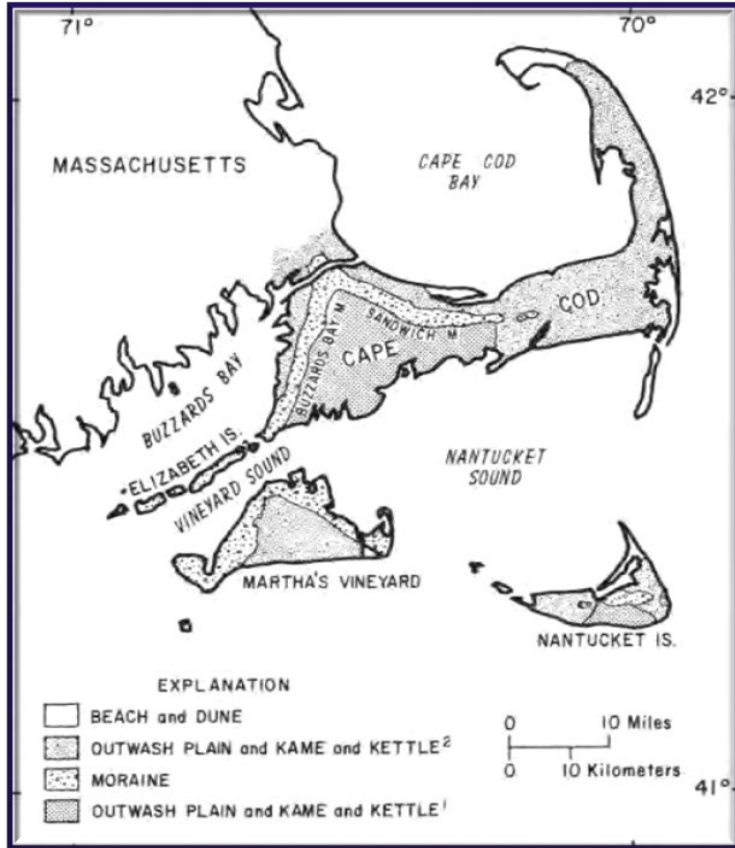 71°
70°
42°
MASSACHUSETTS
CAPE COD
BAY
COD
SANDWICH M
BUZZARDS BAY M
CAPE
BUZZARDS BAY
ELIZABETH IS.
VINEYARD SOUND
NANTUCKET
SOUND
MARTHA'S VINEYARD
NANTUCKET IS.
EXPLANATION
BEACH and DUNE
OUTWASH PLAIN and KAME and KETTLE²
MORAINE
OUTWASH PLAIN and KAME and KETTLE¹
0 10 Miles
0 10 Kilometers
41°